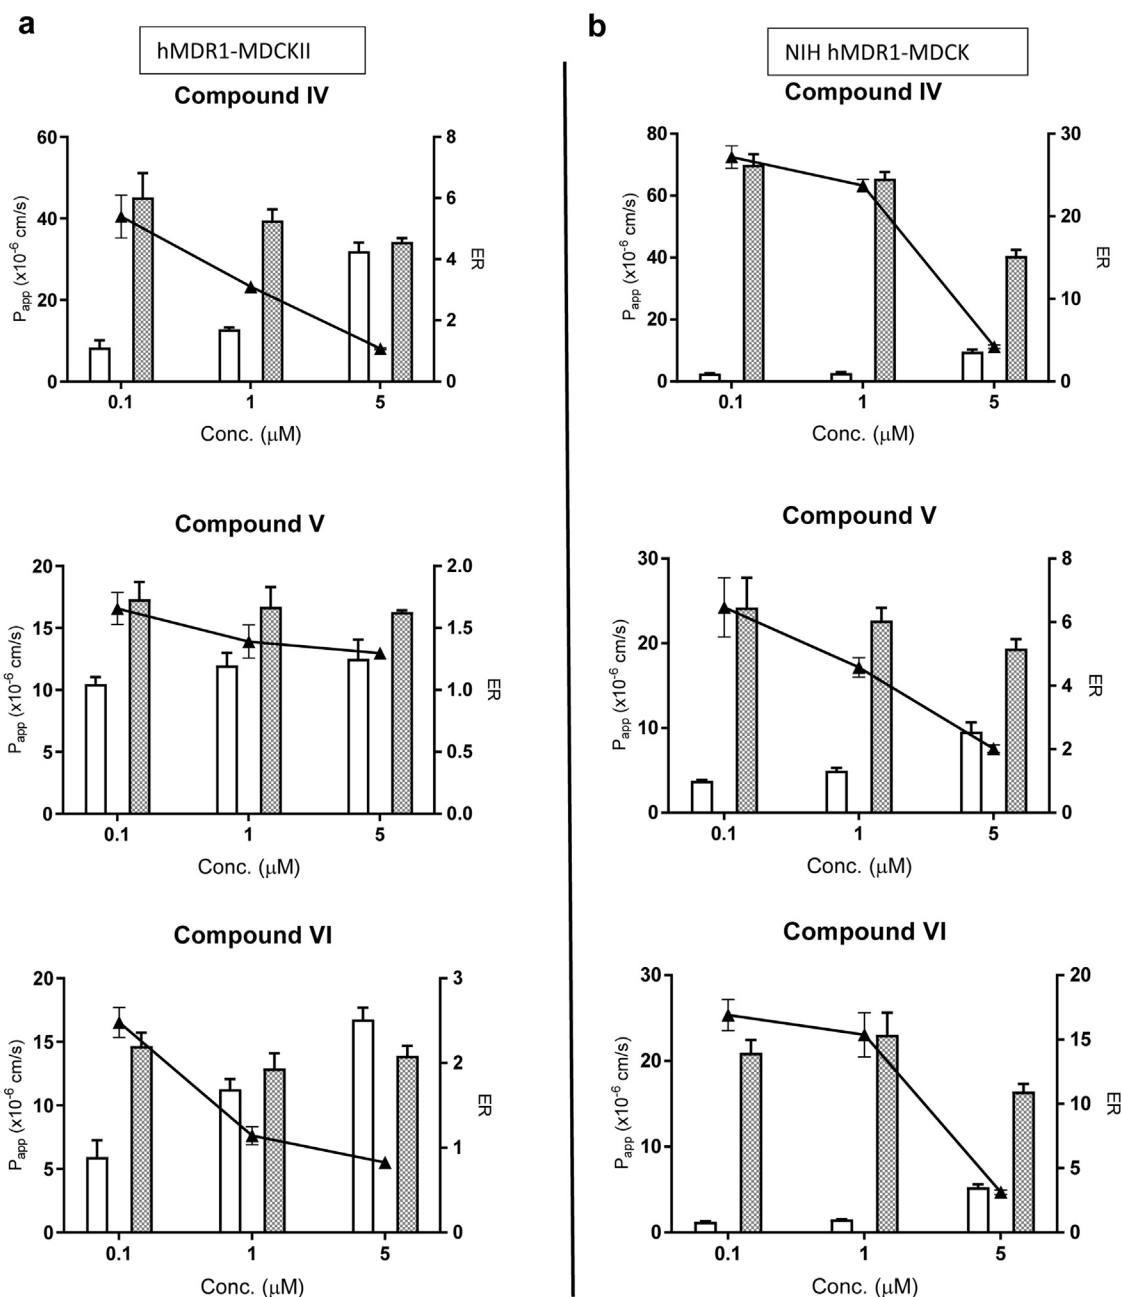 a
hMDR1-MDCKII
Compound IV
60
40
20
0
8
6
4
2
0
Papp (x10-6 cm/s)
ER
0.1 1 5
Conc. (μM)
Compound V
20
15
10
5
0
2.0
1.5
1.0
0.5
0.0
Papp (x10-6 cm/s)
ER
0.1 1 5
Conc. (μM)
Compound VI
20
15
10
5
0
3
2
1
0
Papp (x10-6 cm/s)
ER
0.1 1 5
Conc. (μM)
b
NIH hMDR1-MDCK
Compound IV
80
60
40
20
0
30
20
10
0
Papp (x10-6 cm/s)
ER
0.1 1 5
Conc. (μM)
Compound V
30
20
10
0
8
6
4
2
0
Papp (x10-6 cm/s)
ER
0.1 1 5
Conc. (μM)
Compound VI
30
20
10
0
20
15
10
5
0
Papp (x10-6 cm/s)
ER
0.1 1 5
Conc. (μM)